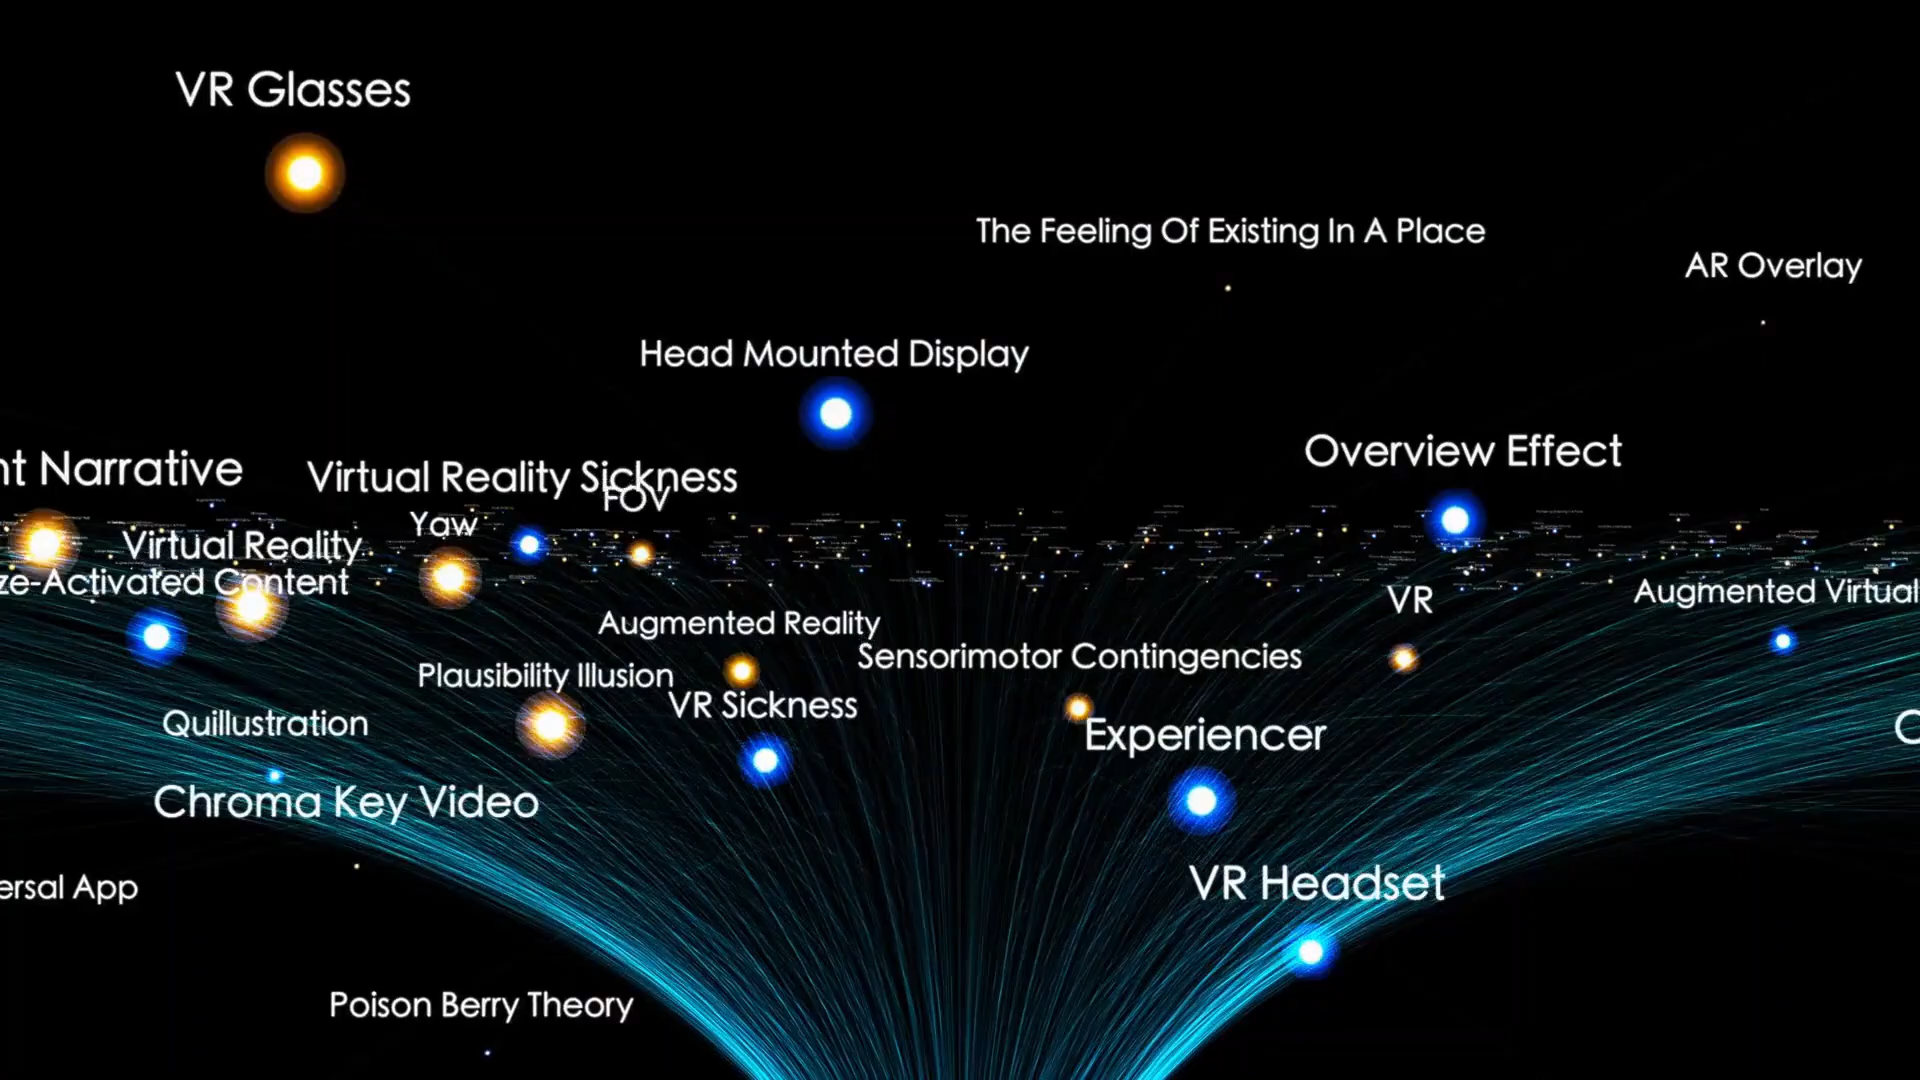 VR Glasses
The Feeling Of Existing In A Place
AR Overlay
Head Mounted Display
Overview Effect
nt Narrative
Virtual Reality Sickness
FOV
Yaw
Virtual Reality
ze-Activated Content
Augmented Virtual
VR
Augmented Reality
Sensorimotor Contingencies
Plausibility Illusion
VR Sickness
Quillustration
Experiencer
C
Chroma Key Video
VR Headset
ersal App
Poison Berry Theory